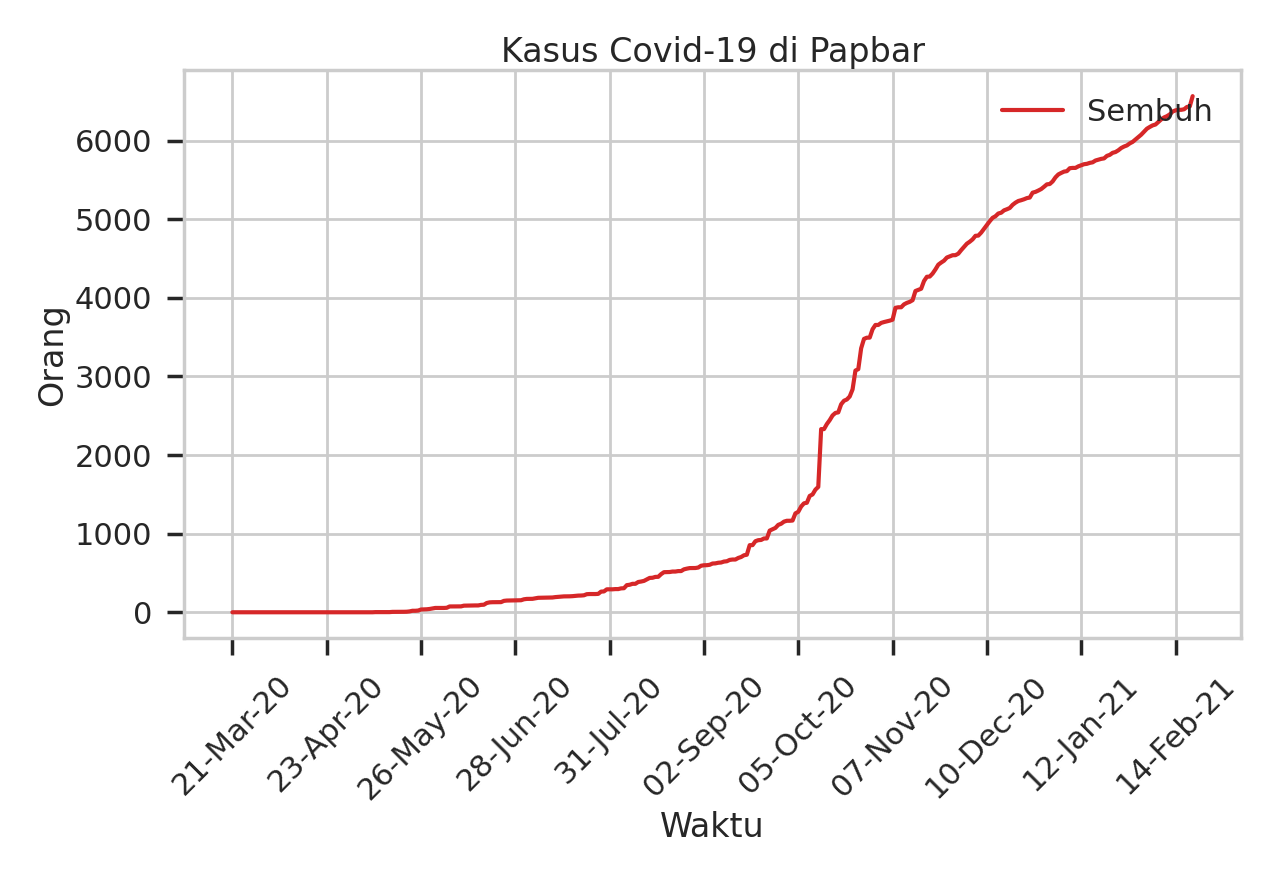 Kasus Covid-19 di Papbar
Sembuh
6000
5000
4000
3000
2000
1000
0
Orang
21-Mar-20
23-Apr-20
26-May-20
28-Jun-20
31-Jul-20
02-Sep-20
05-Oct-20
07-Nov-20
10-Dec-20
12-Jan-21
14-Feb-21
Waktu